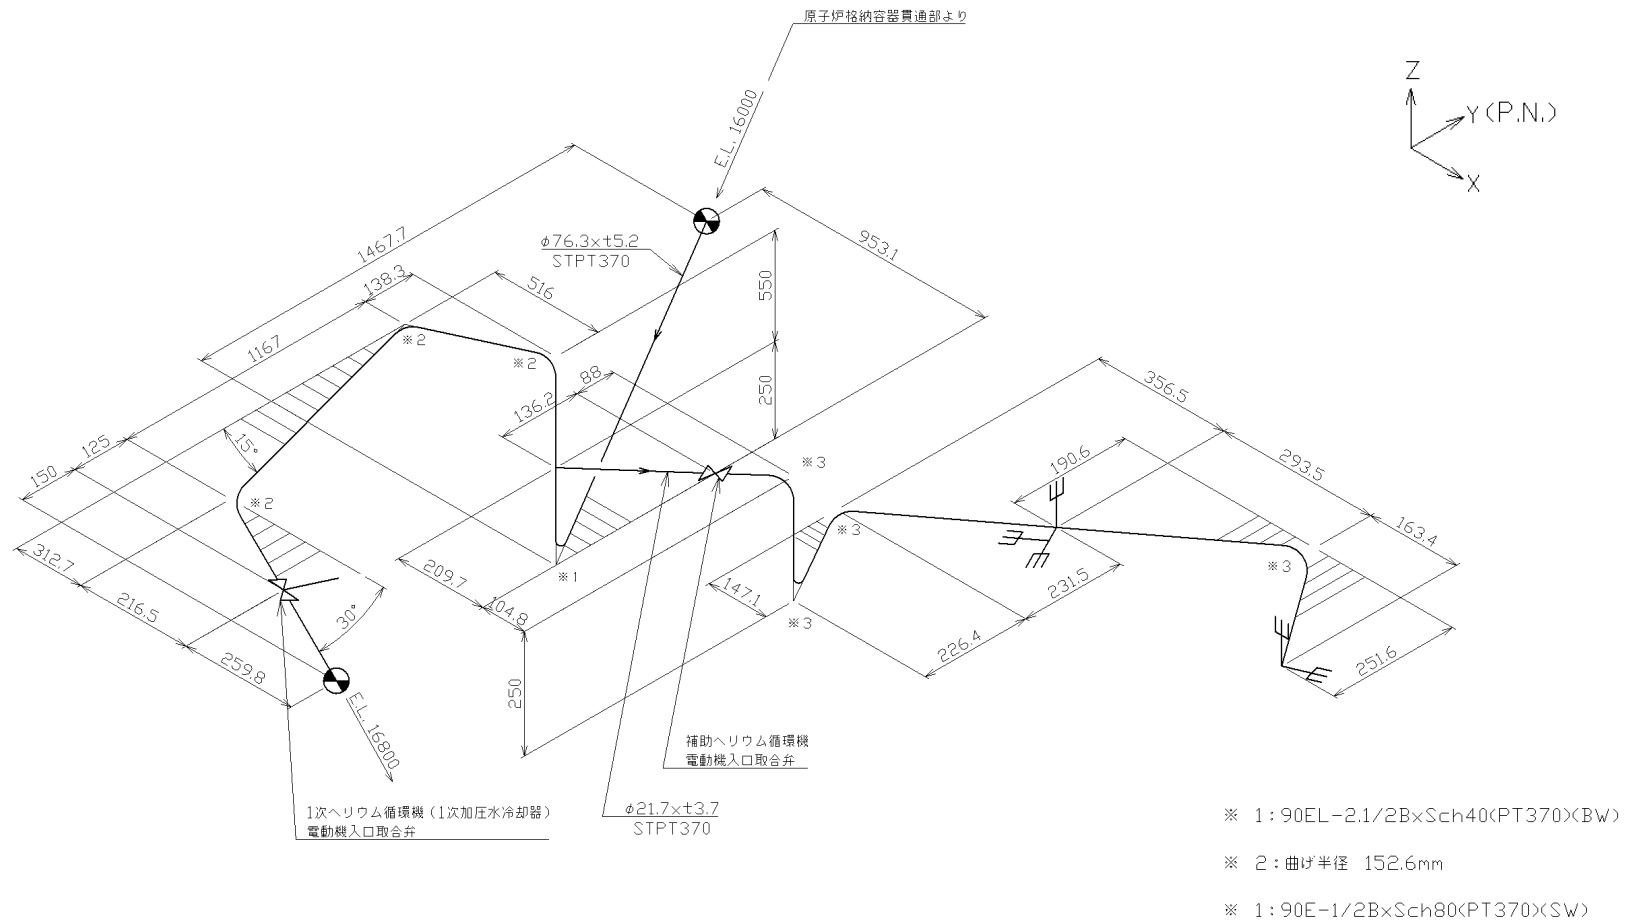 原子炉格納容器貫通部より
E.L. 16000
Z
Y(P.N.)
X
1467.7
953.1
φ76.3×t5.2
STPT370
138.3
516
550
1167
※2
※2
88
136.2
250
356.5
125
15°
150
※2
※3
190.6
293.5
312.7
※1
209.7
※3
163.4
216.5
30°
104.8
147.1
※3
231.5
※3
259.8
226.4
251.6
250
E.L. 16800
補助ヘリウム循環機
電動機入口取合弁
1次ヘリウム循環機(1次加圧水冷却器)
電動機入口取合弁
φ21.7×t3.7
STPT370
※ 1:90EL-2.1/2B×Sch40(PT370)(BW)
※ 2:曲げ半径 152.6mm
※ 1:90E-1/2B×Sch80(PT370)(SW)